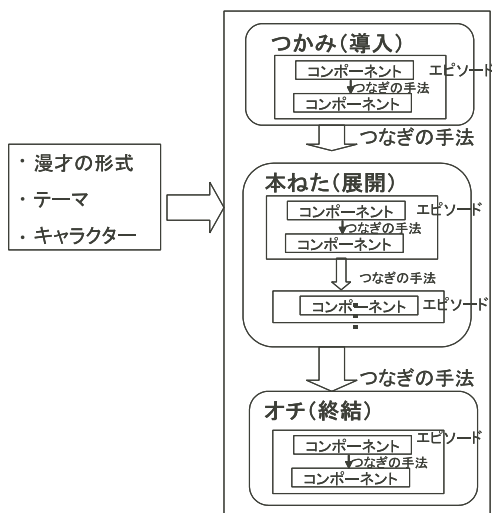 ・漫才の形式
・テーマ
・キャラクター
つかみ(導入)
コンポーネント
エピソード
つなぎの手法
コンポーネント
つなぎの手法
本ねた(展開)
コンポーネント
エピソード
つなぎの手法
コンポーネント
つなぎの手法
コンポーネント
エピソード
つなぎの手法
オチ(終結)
コンポーネント
エピソード
つなぎの手法
コンポーネント